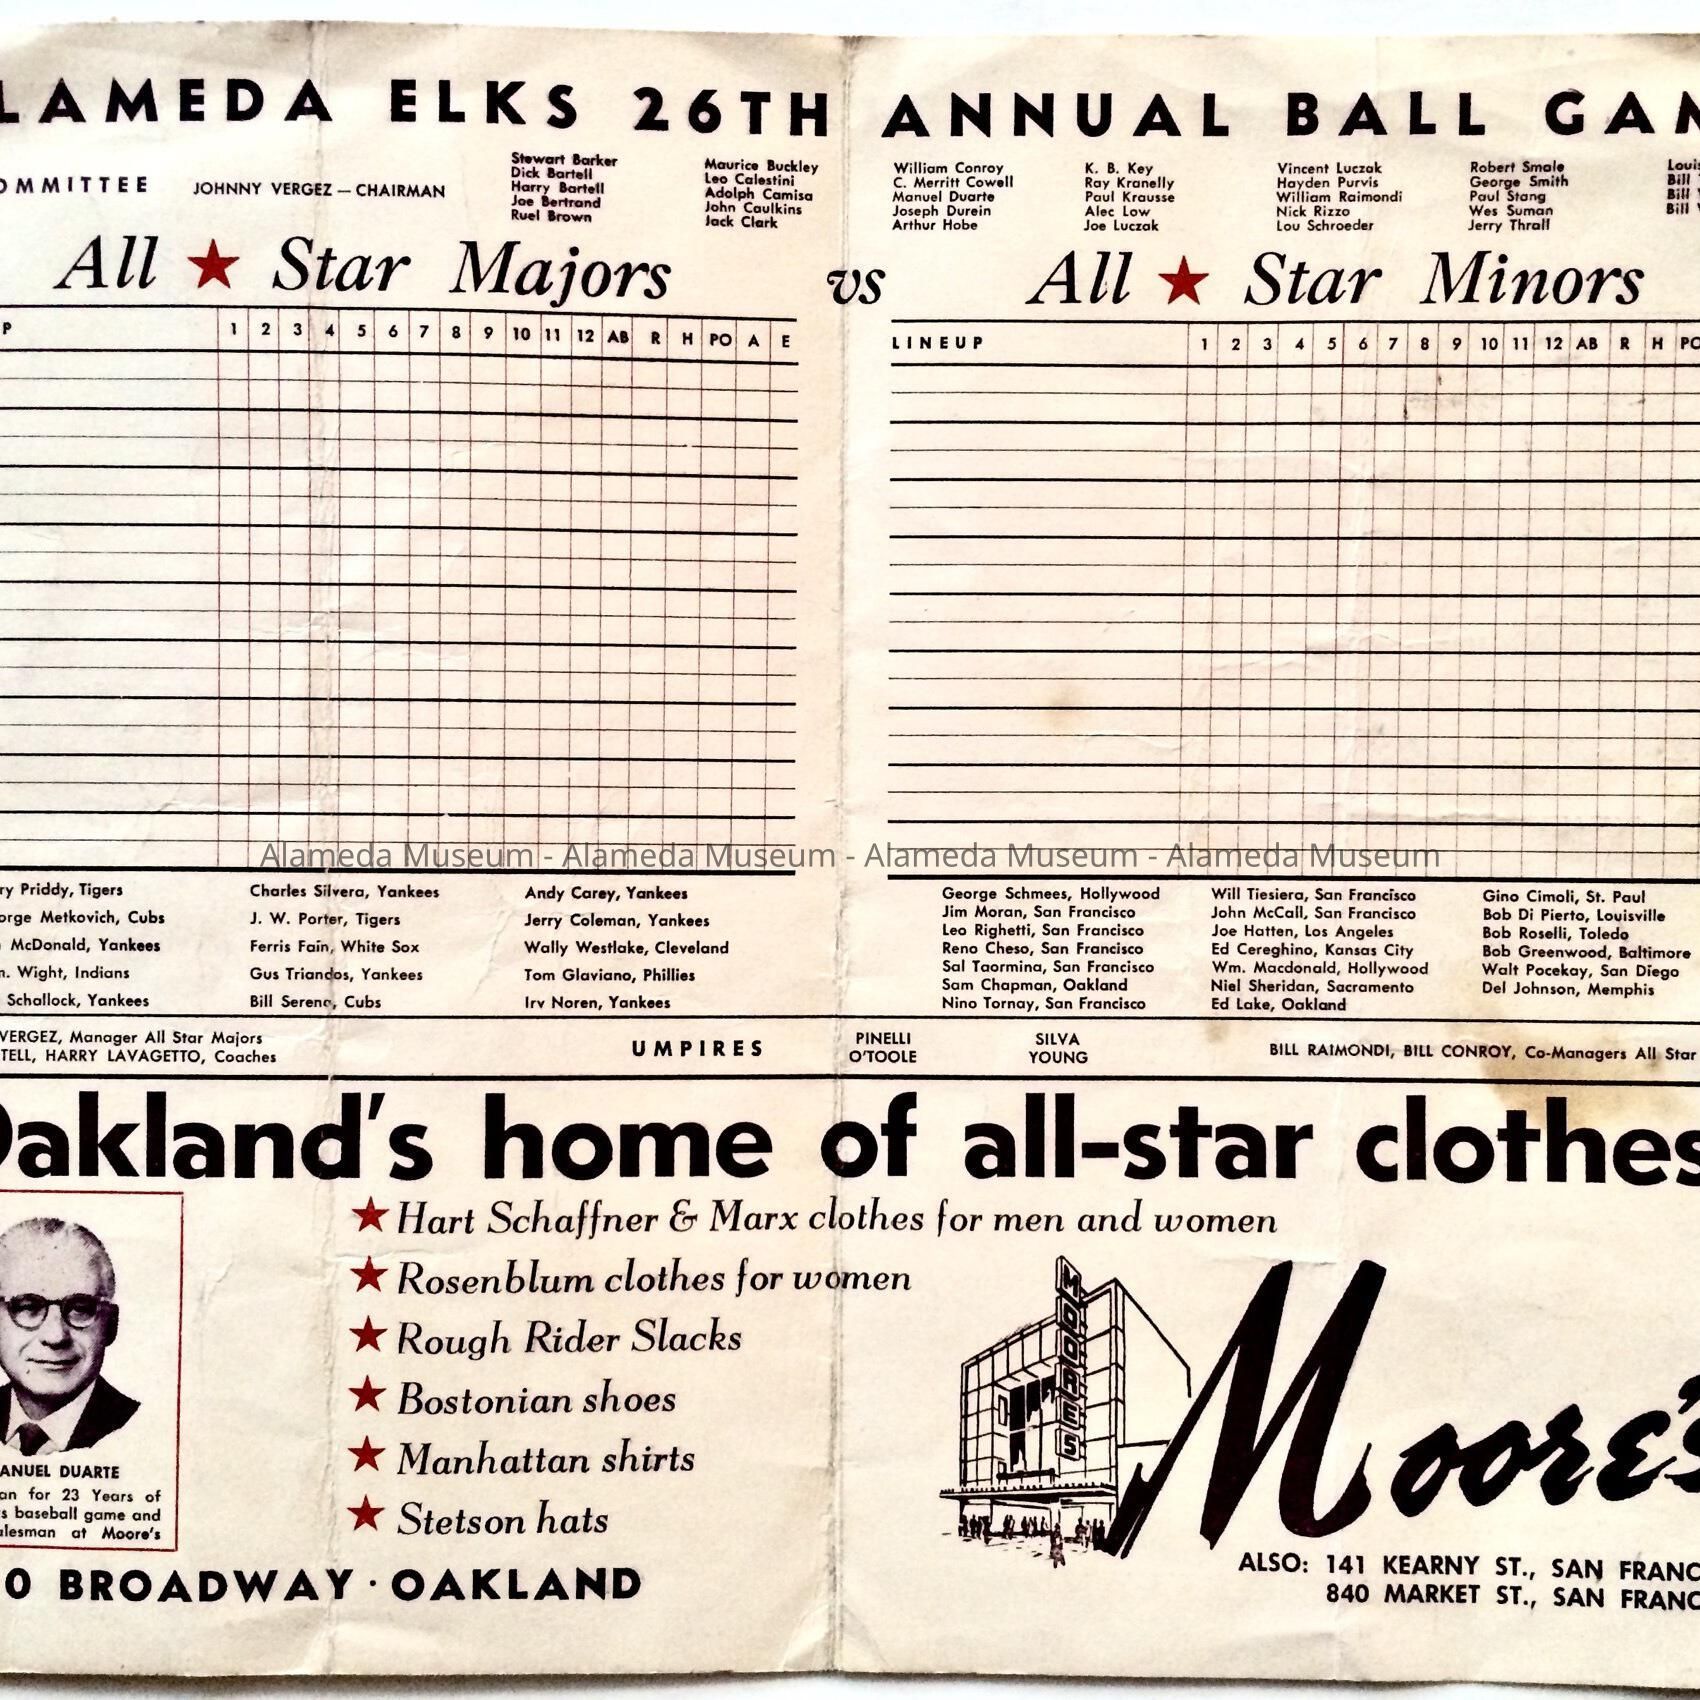 LAMEDA ELKS 26TH ANNUAL BALL GAM
OMMITTEE JOHNNY VERGEZ — CHAIRMAN
Stewart Barker
Dick Bartell
Harry Bartell
Joe Bertrand
Ruel Brown
Maurice Buckley
Leo Calestini
Adolph Camisa
John Caulkins
Jack Clark
William Conroy
C. Merritt Cowell
Manuel Duarte
Joseph Durein
Arthur Hobe
K. B. Key
Ray Kranelly
Paul Krausse
Alec Low
Joe Luczak
Vincent Luczak
Hayden Purvis
William Raimondi
Nick Rizzo
Lou Schroeder
Robert Smale
George Smith
Paul Stang
Wes Suman
Jerry Thrall
Louis
Bill
Bill
Bill
All ★ Star Majors vs All ★ Star Minors
P 1 2 3 4 5 6 7 8 9 10 11 12 AB R H PO A E
LINEUP 1 2 3 4 5 6 7 8 9 10 11 12 AB R H PO
Alameda Museum - Alameda Museum - Alameda Museum - Alameda Museum
ry Priddy, Tigers
orge Metkovich, Cubs
McDonald, Yankees
m. Wight, Indians
Schallock, Yankees
Charles Silvera, Yankees
J. W. Porter, Tigers
Ferris Fain, White Sox
Gus Triandos, Yankees
Bill Serena, Cubs
Andy Carey, Yankees
Jerry Coleman, Yankees
Wally Westlake, Cleveland
Tom Glaviano, Phillies
Irv Noren, Yankees
George Schmees, Hollywood
Jim Moran, San Francisco
Leo Righetti, San Francisco
Reno Cheso, San Francisco
Sal Taormina, San Francisco
Sam Chapman, Oakland
Nino Tornay, San Francisco
Will Tiesiera, San Francisco
John McCall, San Francisco
Joe Hatten, Los Angeles
Ed Cereghino, Kansas City
Wm. Macdonald, Hollywood
Niel Sheridan, Sacramento
Ed Lake, Oakland
Gino Cimoli, St. Paul
Bob Di Pierto, Louisville
Bob Roselli, Toledo
Bob Greenwood, Baltimore
Walt Pocekay, San Diego
Del Johnson, Memphis
VERGEZ, Manager All Star Majors
TELL, HARRY LAVAGETTO, Coaches
UMPIRES
PINELLI
O'TOOLE
SILVA
YOUNG
BILL RAIMONDI, BILL CONROY, Co-Managers All Star
Oakland's home of all-star clothes
★ Hart Schaffner & Marx clothes for men and women
★ Rosenblum clothes for women
★ Rough Rider Slacks
★ Bostonian shoes
★ Manhattan shirts
★ Stetson hats
ANUEL DUARTE
an for 23 Years of
s baseball game and
alesman at Moore's
MOORE'S
Moore's
0 BROADWAY · OAKLAND
ALSO: 141 KEARNY ST., SAN FRANC
840 MARKET ST., SAN FRANC